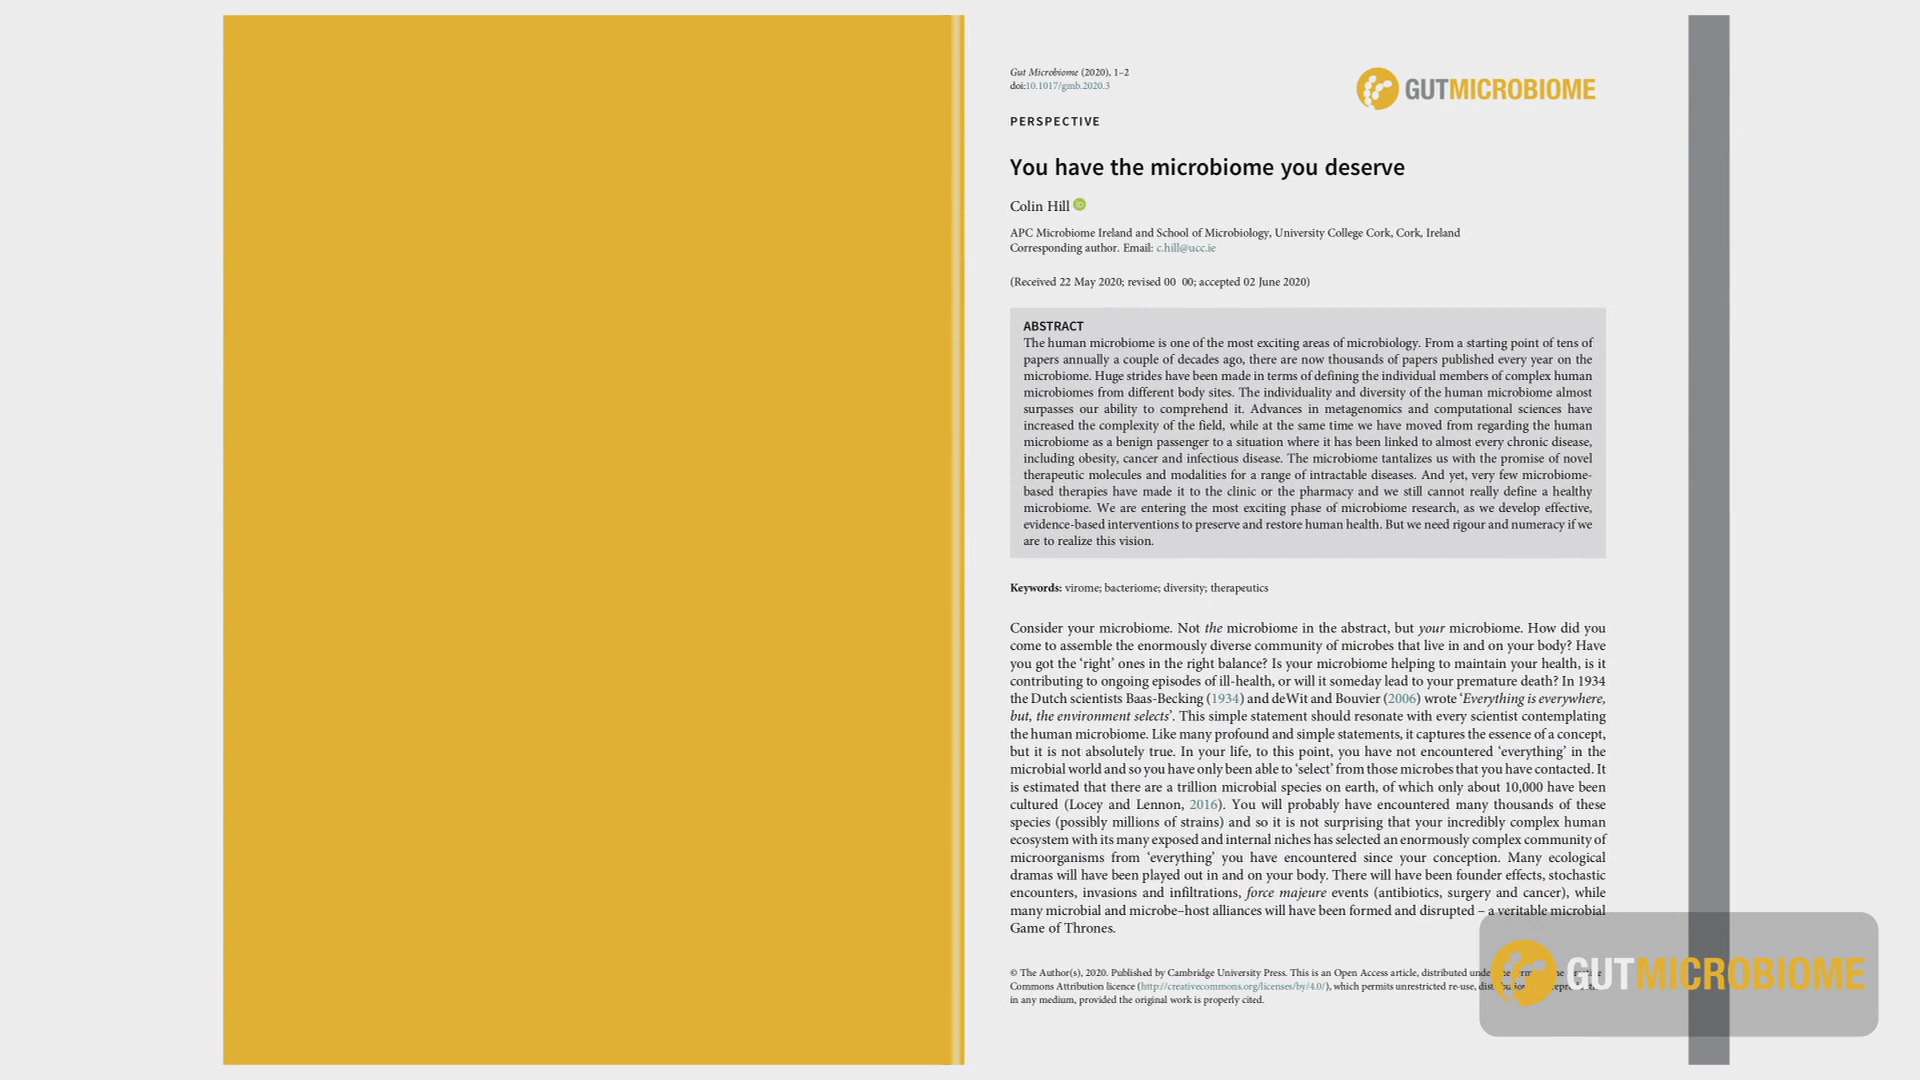 Gut Microbiome (2020), 1–2
doi:10.1017/gmb.2020.3
GUTMICROBIOME
PERSPECTIVE
You have the microbiome you deserve
Colin Hill iD
APC Microbiome Ireland and School of Microbiology, University College Cork, Cork, Ireland
Corresponding author. Email: c.hill@ucc.ie
(Received 22 May 2020; revised 00 00; accepted 02 June 2020)
ABSTRACT
The human microbiome is one of the most exciting areas of microbiology. From a starting point of tens of
papers annually a couple of decades ago, there are now thousands of papers published every year on the
microbiome. Huge strides have been made in terms of defining the individual members of complex human
microbiomes from different body sites. The individuality and diversity of the human microbiome almost
surpasses our ability to comprehend it. Advances in metagenomics and computational sciences have
increased the complexity of the field, while at the same time we have moved from regarding the human
microbiome as a benign passenger to a situation where it has been linked to almost every chronic disease,
including obesity, cancer and infectious disease. The microbiome tantalizes us with the promise of novel
therapeutic molecules and modalities for a range of intractable diseases. And yet, very few microbiome-
based therapies have made it to the clinic or the pharmacy and we still cannot really define a healthy
microbiome. We are entering the most exciting phase of microbiome research, as we develop effective,
evidence-based interventions to preserve and restore human health. But we need rigour and numeracy if we
are to realize this vision.
Keywords: virome; bacteriome; diversity; therapeutics
Consider your microbiome. Not the microbiome in the abstract, but your microbiome. How did you
come to assemble the enormously diverse community of microbes that live in and on your body? Have
you got the ‘right’ ones in the right balance? Is your microbiome helping to maintain your health, is it
contributing to ongoing episodes of ill-health, or will it someday lead to your premature death? In 1934
the Dutch scientists Baas-Becking (1934) and deWit and Bouvier (2006) wrote ‘Everything is everywhere,
but, the environment selects’. This simple statement should resonate with every scientist contemplating
the human microbiome. Like many profound and simple statements, it captures the essence of a concept,
but it is not absolutely true. In your life, to this point, you have not encountered ‘everything’ in the
microbial world and so you have only been able to ‘select’ from those microbes that you have contacted. It
is estimated that there are a trillion microbial species on earth, of which only about 10,000 have been
cultured (Locey and Lennon, 2016). You will probably have encountered many thousands of these
species (possibly millions of strains) and so it is not surprising that your incredibly complex human
ecosystem with its many exposed and internal niches has selected an enormously complex community of
microorganisms from ‘everything’ you have encountered since your conception. Many ecological
dramas will have been played out in and on your body. There will have been founder effects, stochastic
encounters, invasions and infiltrations, force majeure events (antibiotics, surgery and cancer), while
many microbial and microbe–host alliances will have been formed and disrupted – a veritable microbial
Game of Thrones.
© The Author(s), 2020. Published by Cambridge University Press. This is an Open Access article, distributed
Commons Attribution licence (http://creativecommons.org/licenses/by/4.0/), which permits unrestricted re-use,
in any medium, provided the original work is properly cited.
GUTMICROBIOME